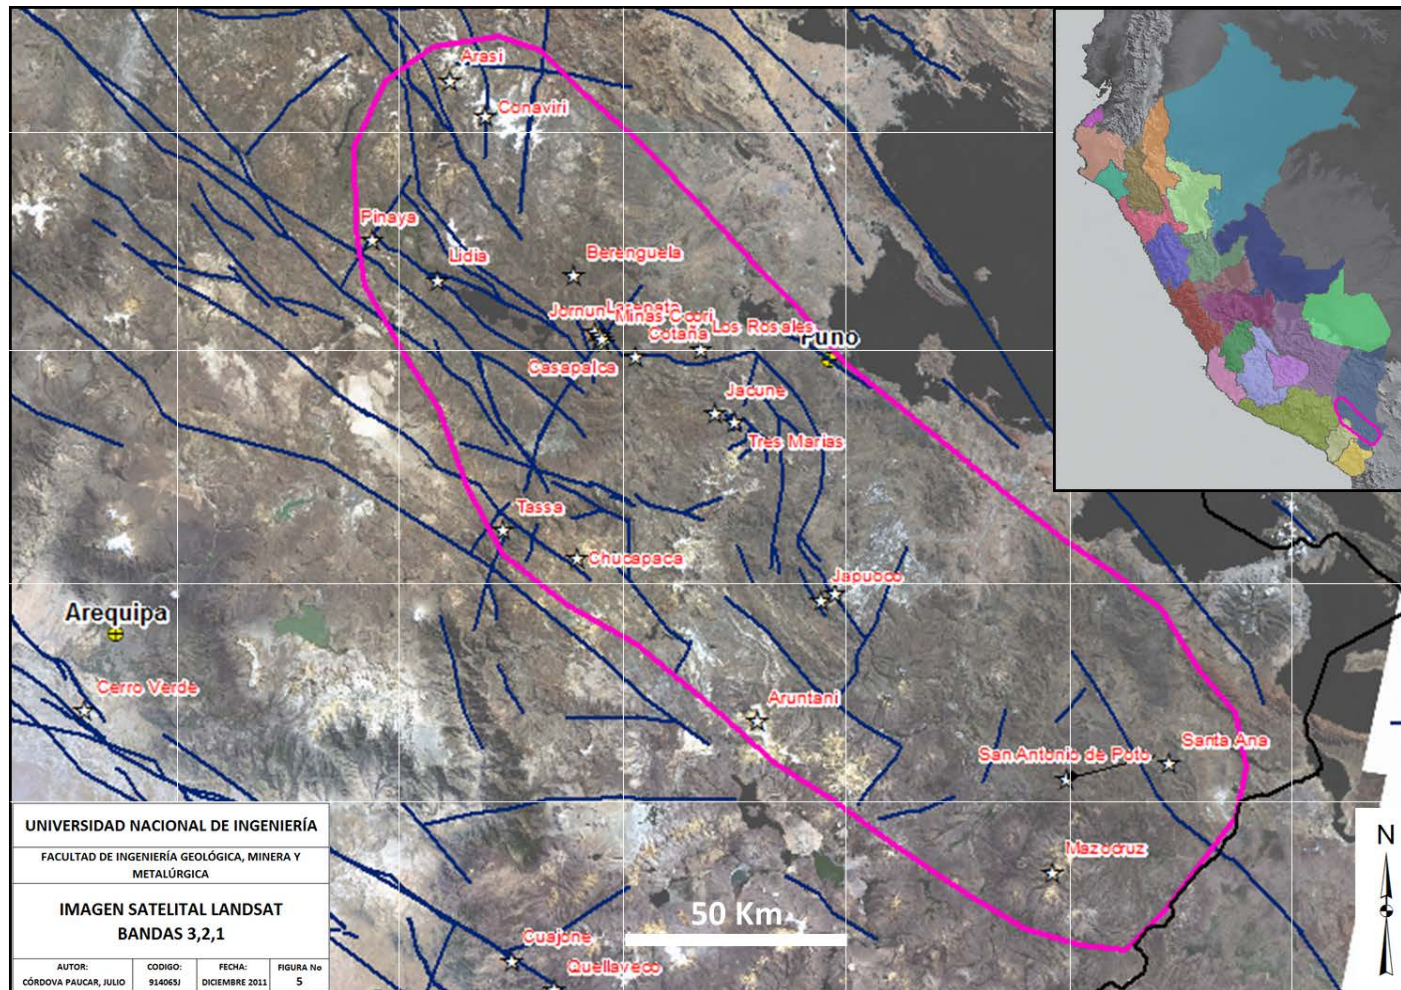 Arasi
Conaviri
Pinaya
Lidia
Berenguela
Minas Ccori
Cotaña
Los Rosales
Puno
Casapalca
Jacune
Tres Marias
Tassa
Chucapaca
Japuoco
Arequipa
Cerro Verde
Aruntani
San Antonio de Poto
Santa Ana
Mazocruz
50 Km
N
Cuajone
Quellaveco
UNIVERSIDAD NACIONAL DE INGENIERÍA
FACULTAD DE INGENIERÍA GEOLÓGICA, MINERA Y
METALÚRGICA
IMAGEN SATELITAL LANDSAT
BANDAS 3,2,1
AUTOR:
CÓRDOVA PAUCAR, JULIO
CODIGO:
914065J
FECHA:
DICIEMBRE 2011
FIGURA No
5